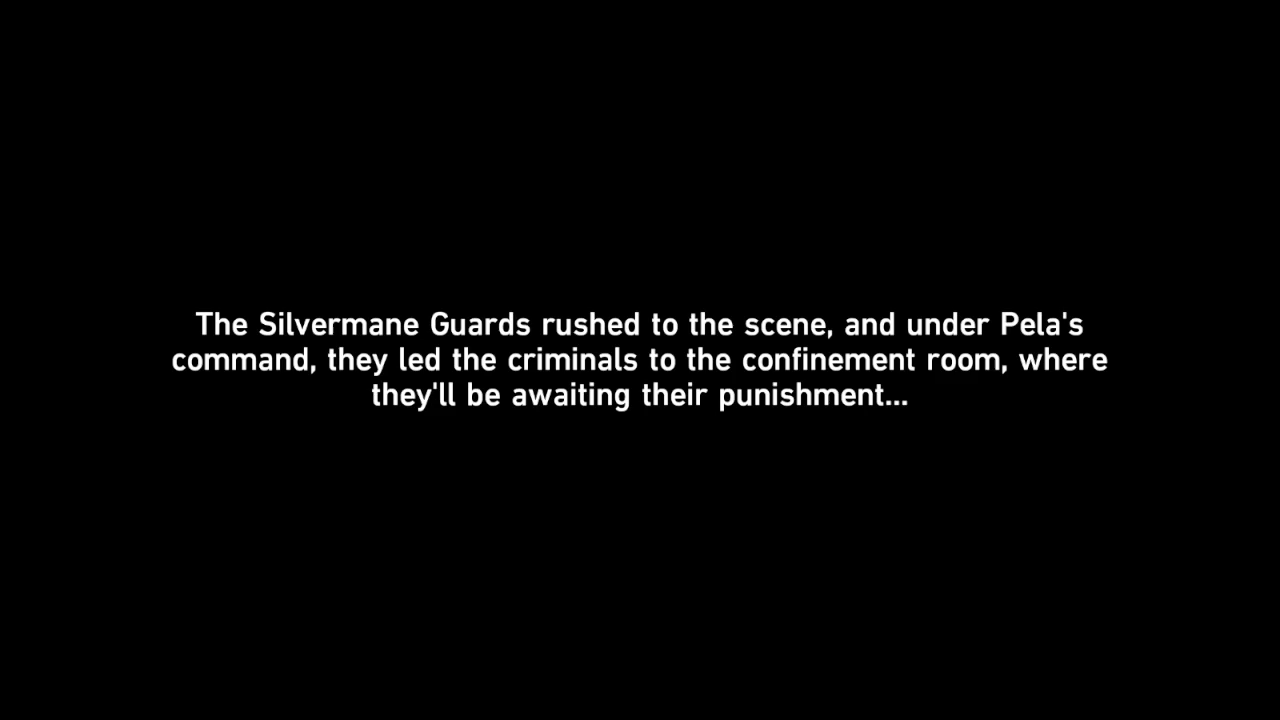 The Silvermane Guards rushed to the scene, and under Pela's
command, they led the criminals to the confinement room, where
they'll be awaiting their punishment...